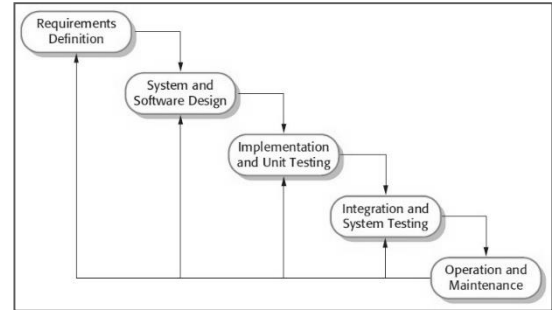 Requirements
Definition
System and
Software Design
Implementation
and Unit Testing
Integration and
System Testing
Operation and
Maintenance